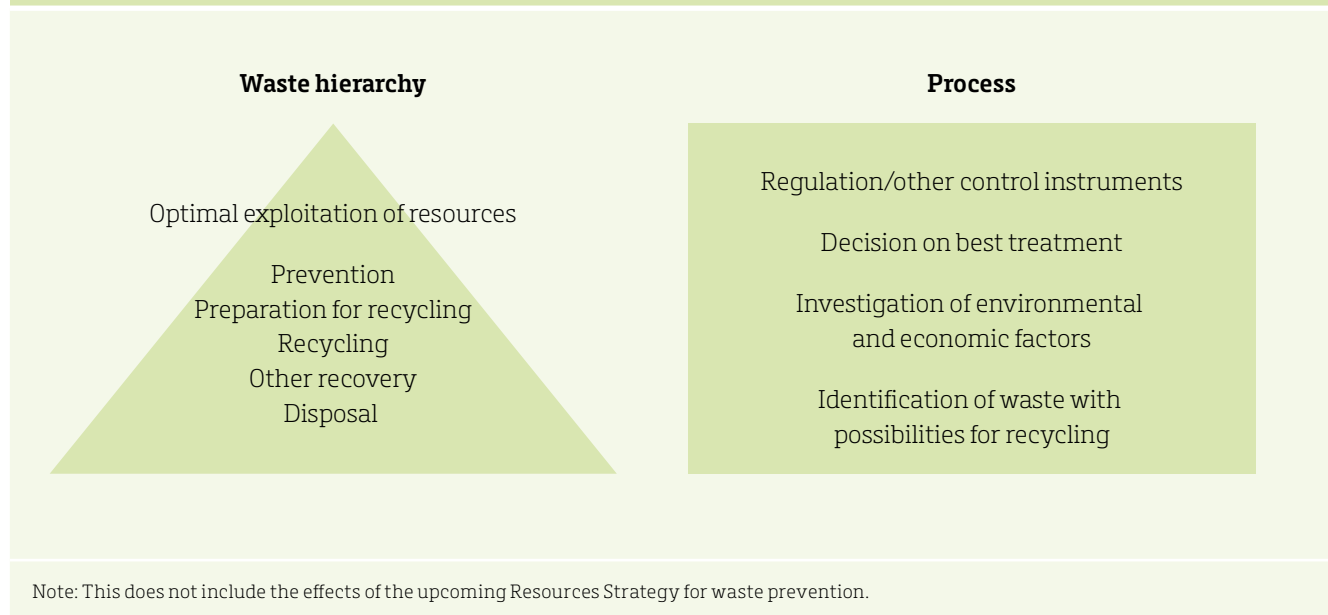 Waste hierarchy
Optimal exploitation of resources
Prevention
Preparation for recycling
Recycling
Other recovery
Disposal
Process
Regulation/other control instruments
Decision on best treatment
Investigation of environmental
and economic factors
Identification of waste with
possibilities for recycling
Note: This does not include the effects of the upcoming Resources Strategy for waste prevention.